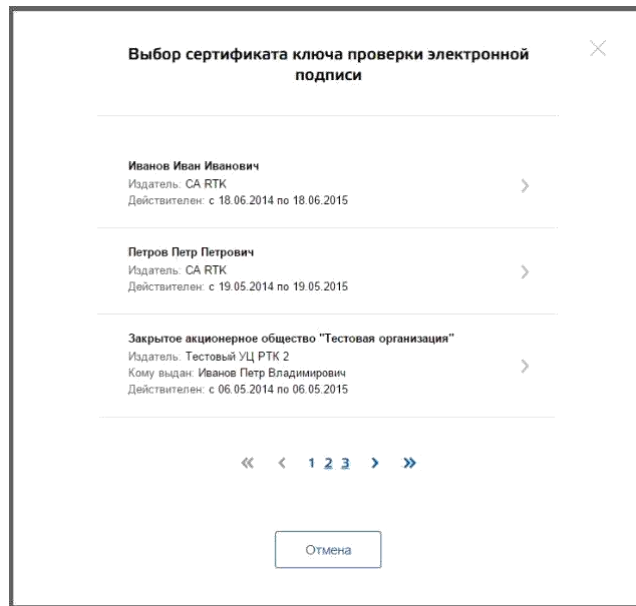 Выбор сертификата ключа проверки электронной
подписи
Иванов Иван Иванович
Издатель: CA RTK
Действителен: с 18.06.2014 по 18.06.2015
Петров Петр Петрович
Издатель: CA RTK
Действителен: с 19.05.2014 по 19.05.2015
Закрытое акционерное общество "Тестовая организация"
Издатель: Тестовый УЦ РТК 2
Кому выдан: Иванов Петр Владимирович
Действителен: с 06.05.2014 по 06.05.2015
« < 1 2 3 > »
Отмена